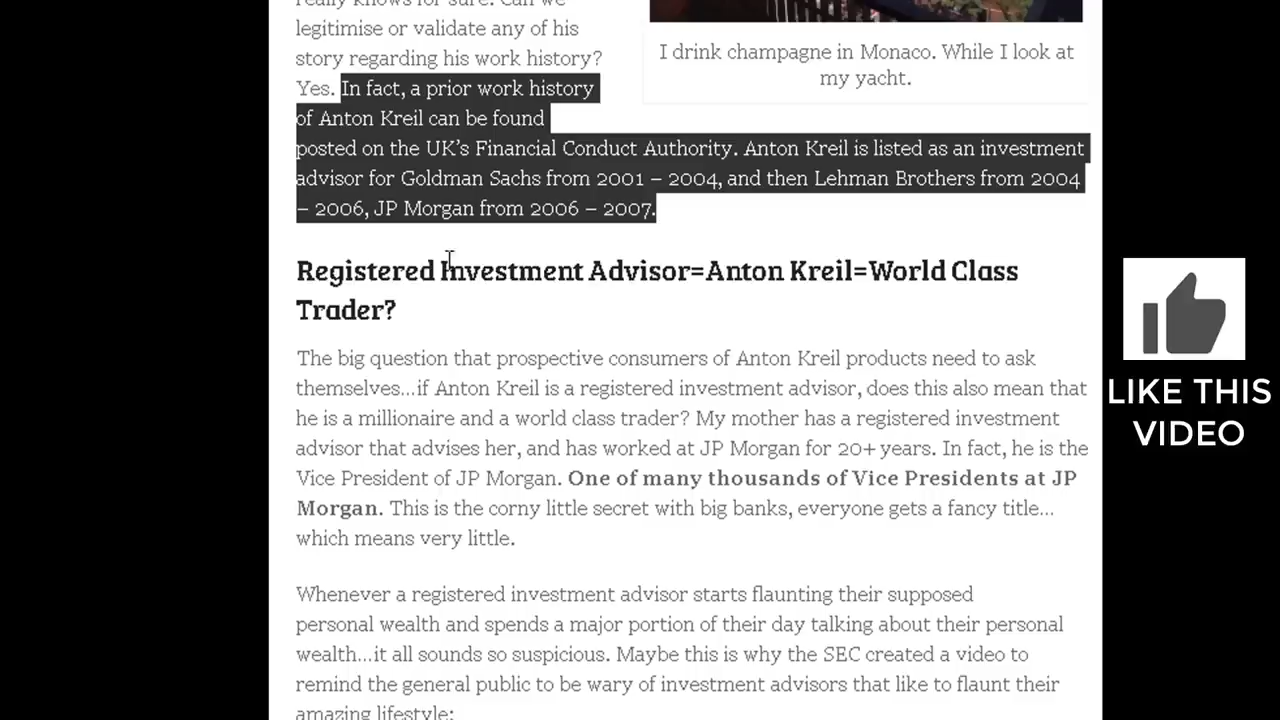 really knows for sure. Can we
legitimise or validate any of his
story regarding his work history?
Yes. In fact, a prior work history
of Anton Kreil can be found
posted on the UK’s Financial Conduct Authority. Anton Kreil is listed as an investment
advisor for Goldman Sachs from 2001 – 2004, and then Lehman Brothers from 2004
– 2006, JP Morgan from 2006 – 2007.
I drink champagne in Monaco. While I look at
my yacht.
Registered Investment Advisor=Anton Kreil=World Class
Trader?
The big question that prospective consumers of Anton Kreil products need to ask
themselves…if Anton Kreil is a registered investment advisor, does this also mean that
he is a millionaire and a world class trader? My mother has a registered investment
advisor that advises her, and has worked at JP Morgan for 20+ years. In fact, he is the
Vice President of JP Morgan. One of many thousands of Vice Presidents at JP
Morgan. This is the corny little secret with big banks, everyone gets a fancy title…
which means very little.
Whenever a registered investment advisor starts flaunting their supposed
personal wealth and spends a major portion of their day talking about their personal
wealth…it all sounds so suspicious. Maybe this is why the SEC created a video to
remind the general public to be wary of investment advisors that like to flaunt their
amazing lifestyle:
LIKE THIS
VIDEO